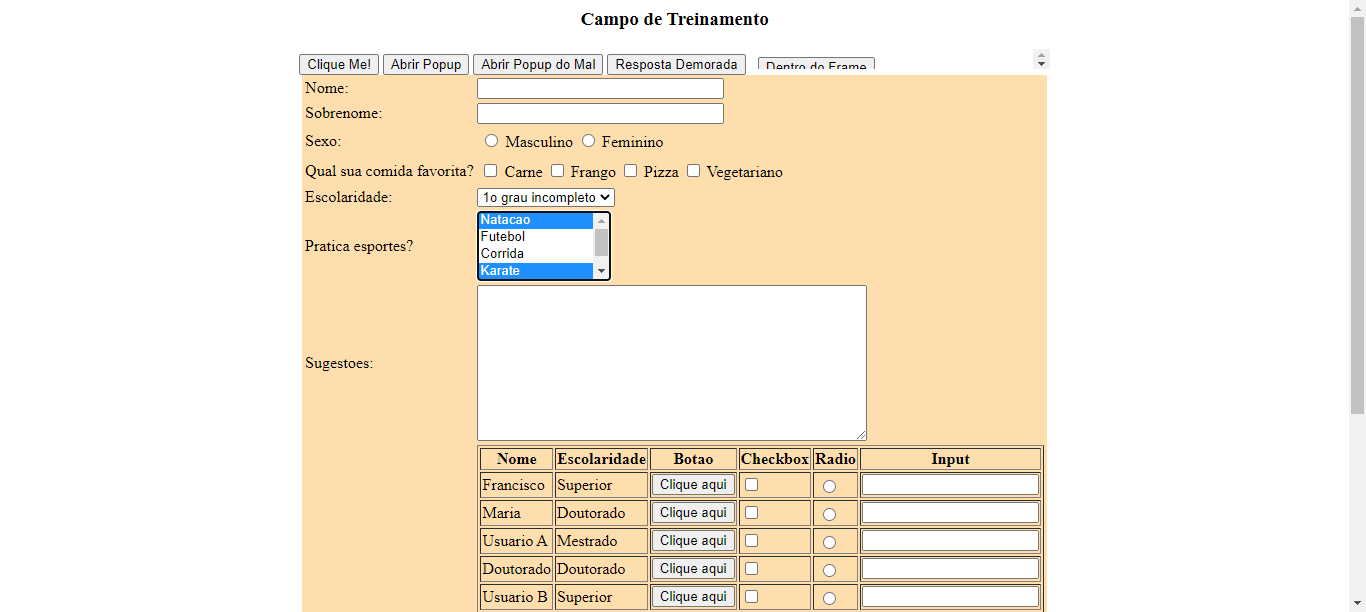 Campo de Treinamento
Clique Me! Abrir Popup Abrir Popup do Mal Resposta Demorada Dentro do Frame
Nome:
Sobrenome:
Sexo: Masculino Feminino
Qual sua comida favorita? Carne Frango Pizza Vegetariano
Escolaridade: 1o grau incompleto
Pratica esportes?
Natacao
Futebol
Corrida
Karate
Sugestoes:
Nome Escolaridade Botao Checkbox Radio Input
Francisco Superior Clique aqui
Maria Doutorado Clique aqui
Usuario A Mestrado Clique aqui
Doutorado Doutorado Clique aqui
Usuario B Superior Clique aqui